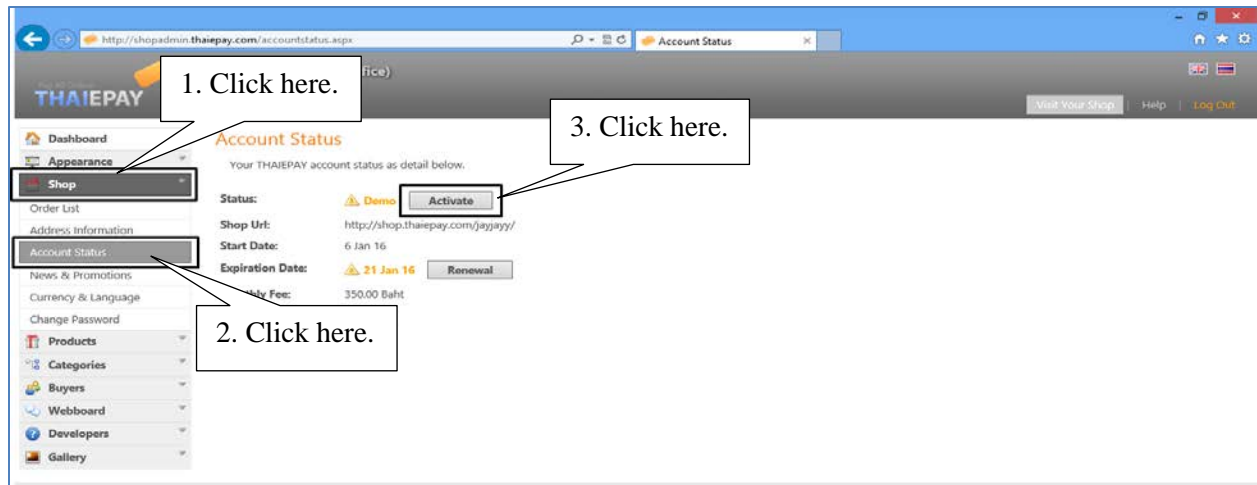 http://shopadmin.thaiepay.com/accountstatus.aspx
Account Status
1. Click here.
fice)
THAIEPAY
Visit Your Shop | Help | Log Out
3. Click here.
Dashboard
Appearance
Shop
Order List
Address Information
Account Status
News & Promotions
Currency & Language
Change Password
Products
Categories
Buyers
Webboard
Developers
Gallery
Account Status
Your THAIEPAY account status as detail below.
Status: Demo Activate
Shop Url: http://shop.thaiepay.com/jayjayy/
Start Date: 6 Jan 16
Expiration Date: 21 Jan 16 Renewal
Fee: 350.00 Baht
2. Click here.